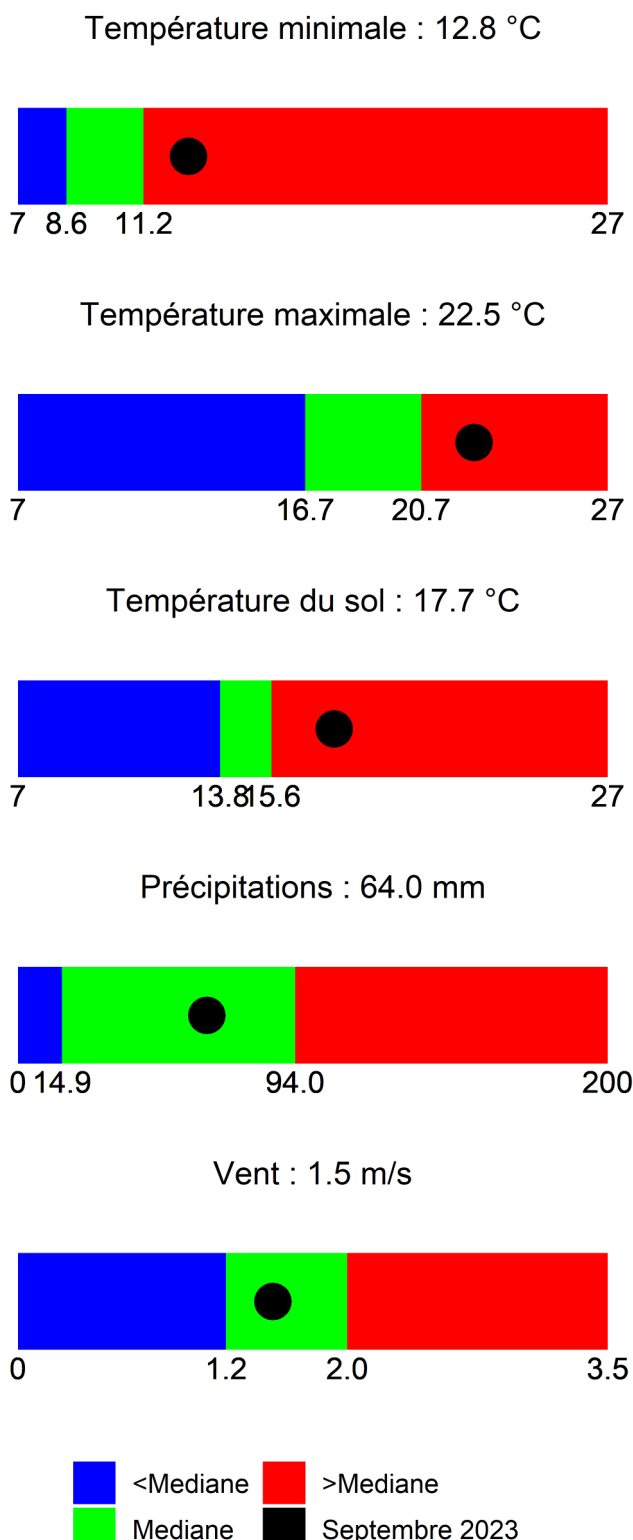 Température minimale : 12.8 °C
7 8.6 11.2 27
Température maximale : 22.5 °C
7 16.7 20.7 27
Température du sol : 17.7 °C
7 13.8 15.6 27
Précipitations : 64.0 mm
0 14.9 94.0 200
Vent : 1.5 m/s
0 1.2 2.0 3.5
<Mediane >Mediane
Mediane Septembre 2023